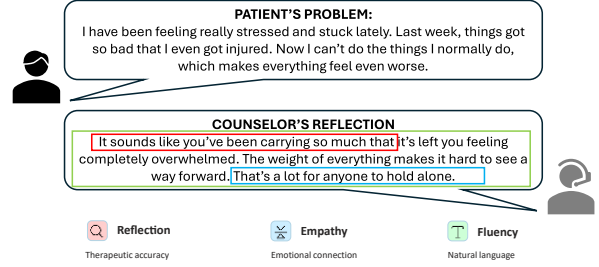 PATIENT'S PROBLEM:
I have been feeling really stressed and stuck lately. Last week, things got
so bad that I even got injured. Now I can't do the things I normally do,
which makes everything feel even worse.
COUNSELOR'S REFLECTION
It sounds like you've been carrying so much that it's left you feeling
completely overwhelmed. The weight of everything makes it hard to see a
way forward. That's a lot for anyone to hold alone.
Reflection Empathy Fluency
Therapeutic accuracy Emotional connection Natural language